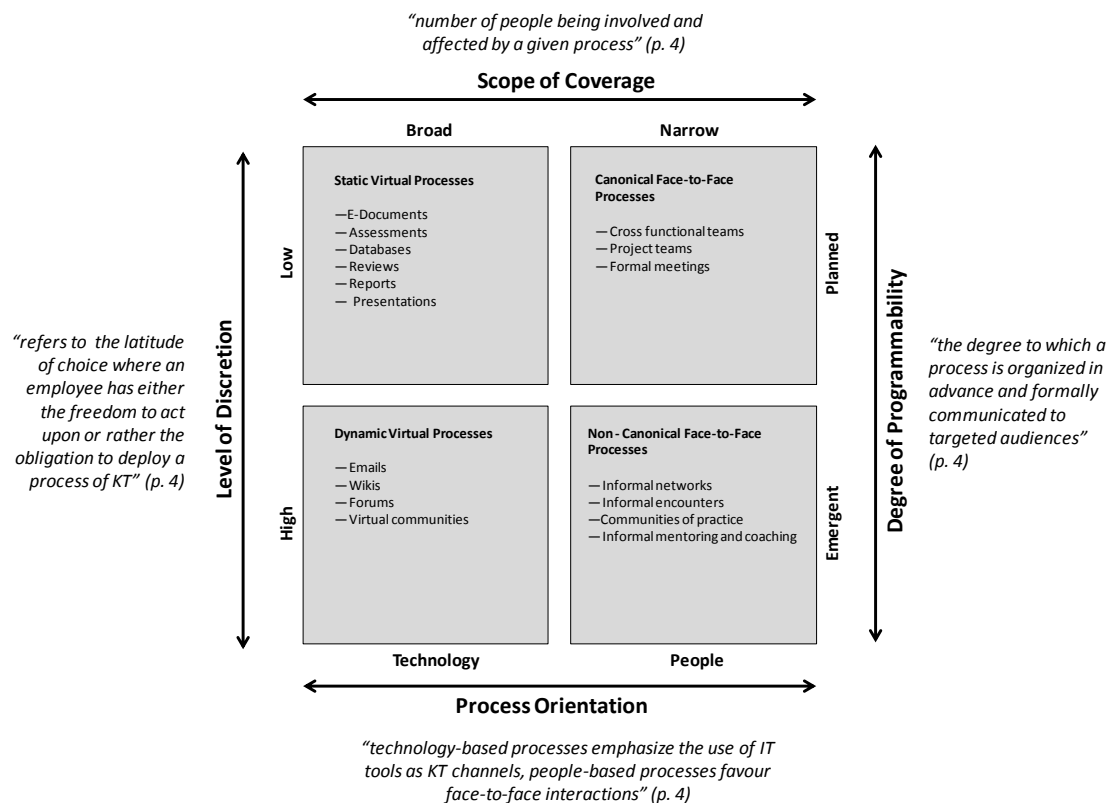 “number of people being involved and
affected by a given process” (p. 4)
Scope of Coverage
Broad
Narrow
Static Virtual Processes
—E-Documents
— Assessments
— Databases
— Reviews
— Reports
— Presentations
Canonical Face-to-Face
Processes
— Cross functional teams
— Project teams
— Formal meetings
Low
Planned
“refers to the latitude
of choice where an
employee has either
the freedom to act
upon or rather the
obligation to deploy a
process of KT” (p. 4)
Level of Discretion
Degree of Programmability
“the degree to which a
process is organized in
advance and formally
communicated to
targeted audiences”
(p. 4)
Dynamic Virtual Processes
— Emails
— Wikis
— Forums
— Virtual communities
Non - Canonical Face-to-Face
Processes
— Informal networks
— Informal encounters
—Communities of practice
— Informal mentoring and coaching
High
Emergent
Technology
People
Process Orientation
“technology-based processes emphasize the use of IT
tools as KT channels, people-based processes favour
face-to-face interactions” (p. 4)